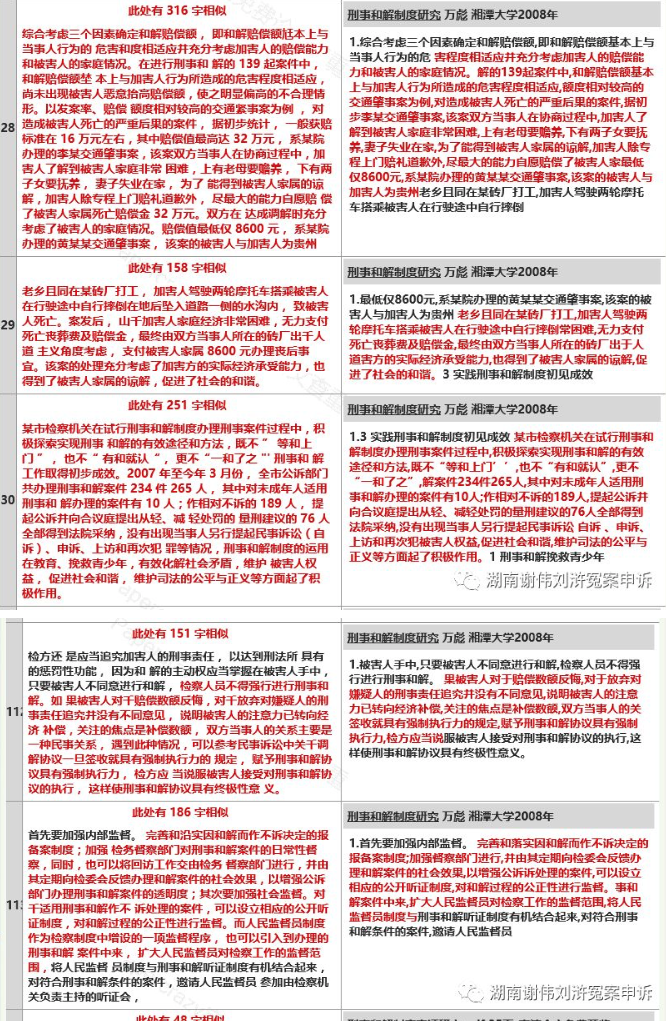 此处有 316 字相似
综合考虑三个因素确定和解赔偿额， 即和解赔偿额尪本上与
当事人行为的 危害和度相适应并充分考虑加害人的赔偿能力
和被害人的家庭情况。在进行刑事和 解的 139 起案件中，
和解赔偿堏 本上与加害人行为所造成的危害程度相适应，
尚未出现被害人恶意抬高赔偿额， 使之明显偏高的不合理情
形。以发案率、赔偿 额度相对较高的交通紧事案为例 ， 对
造成被害人死亡的严重后果的案件， 据初步统计， 一般获赔
标准在 16 万元左右，其中赔偿值最高达 32 万元， 系某院
办理的李某交通肇事案， 该案双方当事人在协商过程中，加
害人了解到被害人家庭非常 困难， 上有老母要赡养， 下有两
子女要抚养， 妻子失业在家， 为了 能得到被害人家属的谅
解，加害人除专程上门赔礼道歉外， 尽最大的能力自愿赔 偿
了被害人家属死亡赔偿金 32 万元。双方在 达成调解时充分
考虑了被害人的家庭情况。赔偿值最低仅 8600 元， 系某院
办理的黄某某交通肇事案， 该案的被害人与加害人为贵州
28
刑事和解制度研究 万彪 湘潭大学2008年
1.综合考虑三个因素确定和解赔偿额,即和解赔偿额基本上与
当事人行为的危 害程度相适应并充分考虑加害人的赔偿能
力和被害人的家庭情况。解的139起案件中,和解赔偿额基本
上与加害人行为所造成的危害程度相适应,额度相对较高的
交通肇事案为例,对造成被害人死亡的严重后果的案件,据初
步李某交通肇事案,该案双方当事人在协商过程中,加害人了
解到被害人家庭非常困难,上有老母要赡养,下有两子女要抚
养,妻子失业在家,为了能得到被害人家属的谅解,加害人除专
程上门赔礼道歉外,尽最大的能力自愿赔偿了被害人家最低
仅8600元,系某院办理的黄某某交通肇事案,该案的被害人与
加害人为贵州老乡且同在某砖厂打工,加害人驾驶两轮摩托
车搭乘被害人在行驶途中自行摔倒
此处有 158 字相似
老乡且同在某砖厂打工， 加害人驾驶两轮摩托车搭乘被害人
在行驶途中自行摔倒在地后坠入道路一侧的水沟内， 致被害
人死亡。案发后， 山千加害人家庭经济非常困难，无力支付
死亡丧葬费及赔偿金，最终由双方当事人所在的砖厂出千人
道 主义角度考虑， 支付被害人家属 8600 元办理丧后事
宜。该案的处理充分考虑了加害方的实际经济承受能力，也
得到了被害人家属的谅解，促进了社会的和谐。
29
刑事和解制度研究 万彪 湘潭大学2008年
1.最低仅8600元,系某院办理的黄某某交通肇事案,该案的被
害人与加害人为贵州 老乡且同在某砖厂打工,加害人驾驶两
轮摩托车搭乘被害人在行驶途中自行摔倒常困难,无力支付
死亡丧葬费及赔偿金,最终由双方当事人所在的砖厂出于人
道害方的实际经济承受能力,也得到了被害人家属的谅解,促
进了社会的和谐。3 实践刑事和解制度初见成效
此处有 251 字相似
某市检察机关在试行刑事和解制度办理刑事案件过程中，积
极探索实现刑事 和解的有效途径和方法，既不 ” 等和上
门 ” ， 也不 “ 有和就认 “ ， 更不 “一和了之 "' 刑事和 解
工作取得初步成效。2007 年至今年 3 月份， 全市公诉部门
共办理刑事和解案件 234 件 265 人， 其中对未成年人适用
刑事和 解办理的案件有 10 人；作相对不诉的 189 人， 提
起公诉并向合议庭提出从轻、减 轻处罚的 量刑建议的 76 人
全部得到法院采纳，没有出现当事人另行提起民事诉讼（自
诉）、申诉、上访和再次犯 罪等情况，刑事和解制度的运用
在教育、挽救青少年，有效化解社会矛盾，维护 被害人权
益， 促进社会和谐， 维护司法的公平与正义等方面起了积
极作用。
30
刑事和解制度研究 万彪 湘潭大学2008年
1.3 实践刑事和解制度初见成效 某市检察机关在试行刑事和
解制度办理刑事案件过程中,积极探索实现刑事和解的有效
途径和方法,既不“等和上门’ ’ ,也不“有和就认” ,更不
“一和了之” ,解案件234件265人,其中对未成年人适用刑事
和解办理的案件有10人;作相对不诉的189人,提起公诉并
向合议庭提出从轻、减轻处罚的量刑建议的76人全部得到
法院采纳,没有出现当事人另行提起民事诉讼 自诉 、申诉、
上访和再次犯被害人权益,促进社会和谐,维护司法的公平与
正义等方面起了积极作用。1 刑事和解挽救青少年
湖南谢伟刘浒冤案申诉
此处有 151 字相似
检方还 是应当追究加害人的刑事责任， 以达到刑法所 具有
的惩罚性功能， 因为和 解的主动权应当掌握在被害人手中，
只要被害人不同意进行和解， 检察人员不得强行进行刑事和
解。如 果被害人对千赔偿数额反悔，对千放弃对嫌疑人的刑
事责任追究并没有不同意见， 说明被害人的注意力已转向经
济 补偿，关注的焦点是补偿数额， 双方当事人的关系主要是
一种民事关系， 遇到此种情况，可以参考民事诉讼中关千调
解协议一旦签收就具有强制执行力的 规定， 赋予刑事和解协
议具有强制执行力， 检方应 当说服被害人接受对刑事和解协
议的执行， 这样使刑事和解协议具有终极性意 义。
112
刑事和解制度研究 万彪 湘潭大学2008年
1.被害人手中,只要被害人不同意进行和解,检察人员不得强
行进行刑事和解。 果被害人对于赔偿数额反悔,对于放弃对
嫌疑人的刑事责任追究并没有不同意见,说明被害人的注意
力已转向经济补偿,关注的焦点是补偿数额,双方当事人的关
签收就具有强制执行力的规定,赋予刑事和解协议具有强制
执行力,检方应当说服被害人接受对刑事和解协议的执行,这
样使刑事和解协议具有终极性意义。
此处有 186 字相似
首先要加强内部监督。 完善和沿实因和解而作不诉决定的报
备案制度；加强 检务督察部门对刑事和解案件的日常性督
察，同时，也可以将回访工作交由检务 督察部门进行，并由
其定期向检委会反馈办理和解案件的社会效果，以增强公诉
部门办理刑事和解案件的透明度；其次要加强社会监督。对
千适用刑事和解作不 诉处理的案件，可以设立相应的公开听
证制度，对和解过程的公正性进行监督。而人民监督员制度
作为检察制度中增设的一项监督程序， 也可以引入到办理的
刑事和解 案件中来， 扩大人民监督员对检察工作的监督范
围，将人民监督 员制度与刑事和解听证制度有机结合起来，
对符合刑事和解条件的案件，邀请人民监督员 参加由检察机
关负责主持的听证会，
113
刑事和解制度研究 万彪 湘潭大学2008年
1.首先要加强内部监督。 完善和落实因和解而作不诉决定的
报备案制度;加强督察部门进行,并由其定期向检委会反馈办
理和解案件的社会效果,以增强公诉诉处理的案件,可以设立
相应的公开听证制度,对和解过程的公正性进行监督。事和
解案件中来,扩大人民监督员对检察工作的监督范围,将人民
监督员制度与刑事和解听证制度有机结合起来,对符合刑事
和解条件的案件,邀请人民监督员
湖南谢伟刘浒冤案申诉
此处有 48 字相似